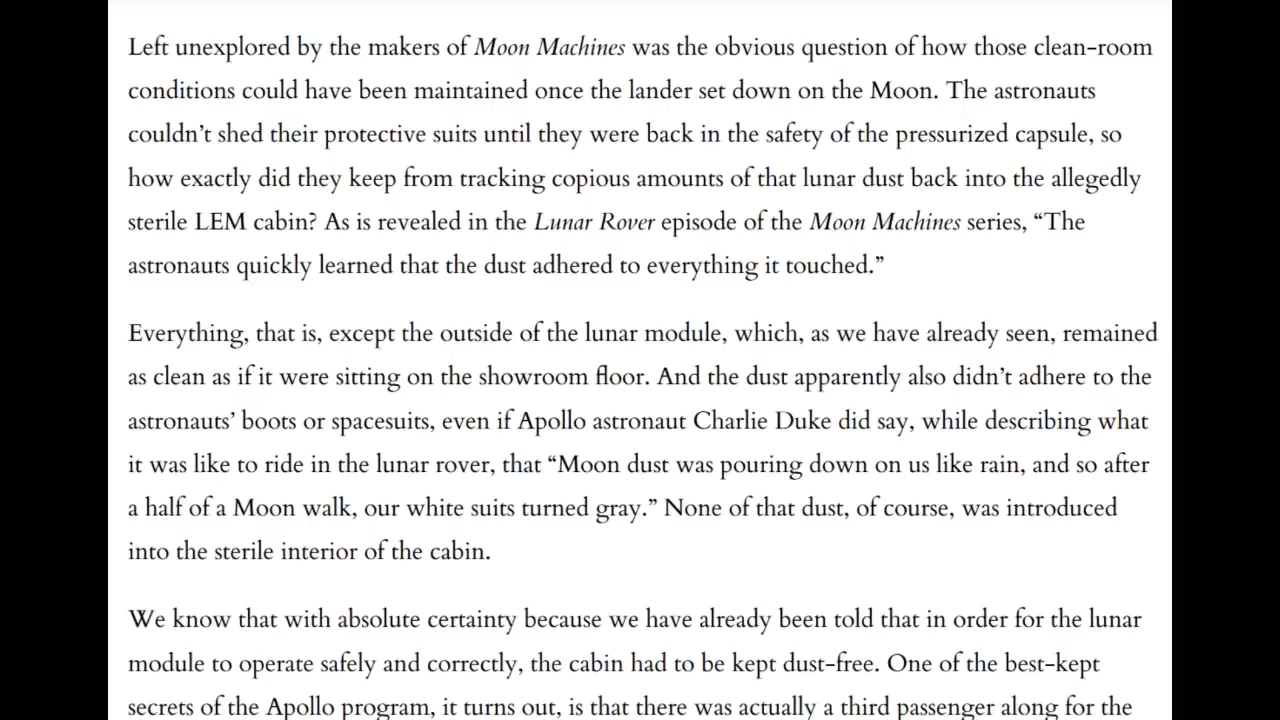 Left unexplored by the makers of Moon Machines was the obvious question of how those clean-room
conditions could have been maintained once the lander set down on the Moon. The astronauts
couldn’t shed their protective suits until they were back in the safety of the pressurized capsule, so
how exactly did they keep from tracking copious amounts of that lunar dust back into the allegedly
sterile LEM cabin? As is revealed in the Lunar Rover episode of the Moon Machines series, “The
astronauts quickly learned that the dust adhered to everything it touched.”
Everything, that is, except the outside of the lunar module, which, as we have already seen, remained
as clean as if it were sitting on the showroom floor. And the dust apparently also didn’t adhere to the
astronauts’ boots or spacesuits, even if Apollo astronaut Charlie Duke did say, while describing what
it was like to ride in the lunar rover, that “Moon dust was pouring down on us like rain, and so after
a half of a Moon walk, our white suits turned gray.” None of that dust, of course, was introduced
into the sterile interior of the cabin.
We know that with absolute certainty because we have already been told that in order for the lunar
module to operate safely and correctly, the cabin had to be kept dust-free. One of the best-kept
secrets of the Apollo program, it turns out, is that there was actually a third passenger along for the